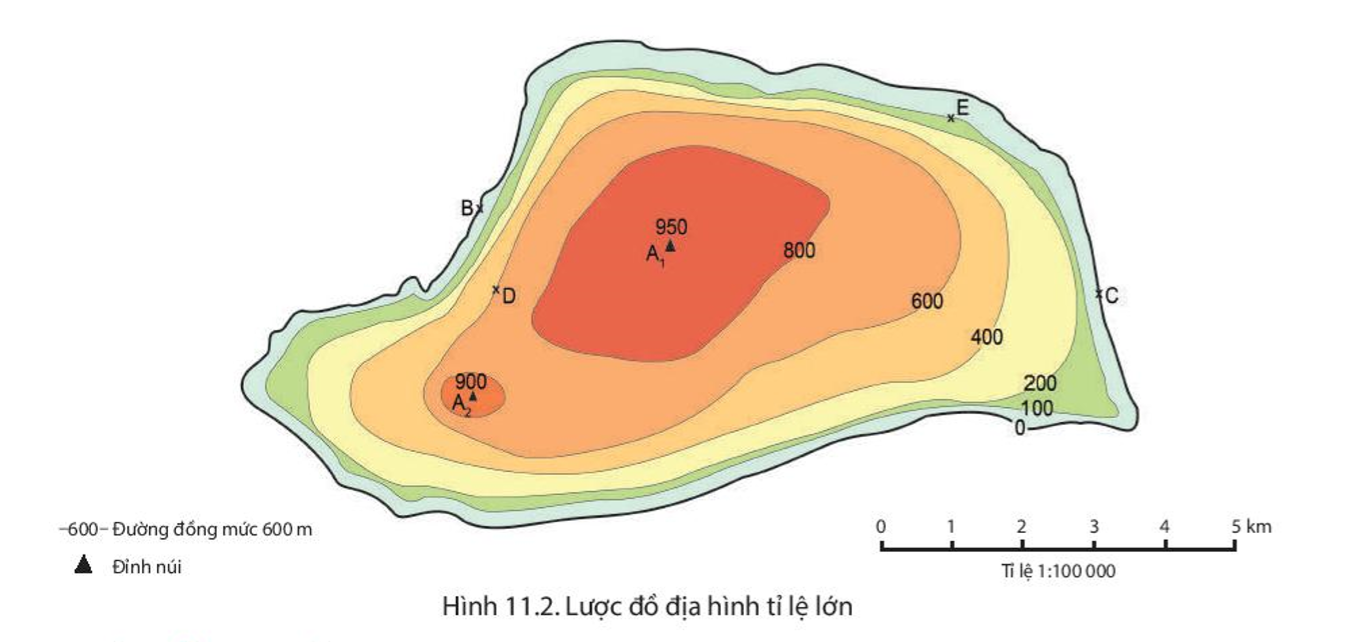 E
B
950
A1
800
D
C
600
400
900
A2
200
100
0
–600– Đường đồng mức 600 m
Đỉnh núi
0 1 2 3 4 5 km
Tỉ lệ 1:100 000
Hình 11.2. Lược đồ địa hình tỉ lệ lớn